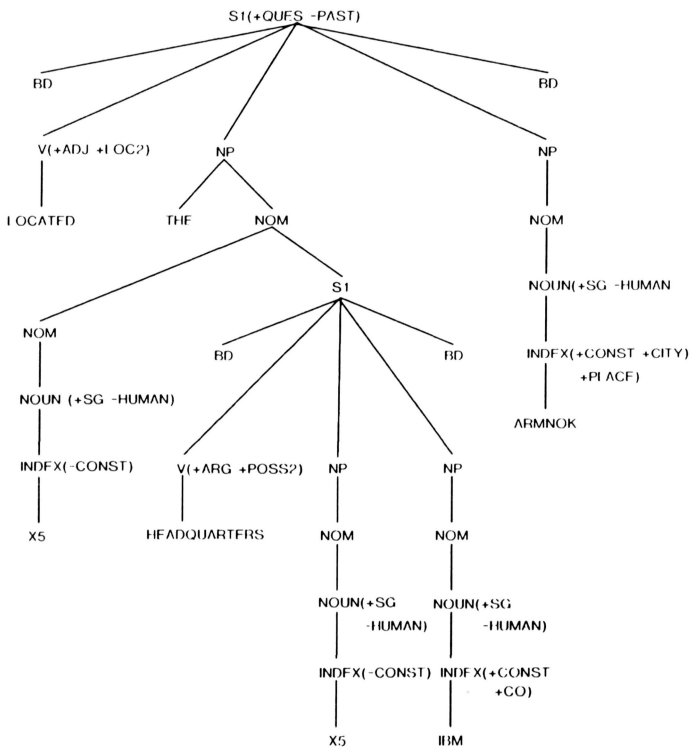 S1(+QUES -PAST)
BD
BD
V(+ADJ +LOC2)
NP
NP
LOCATED
THE
NOM
NOM
S1
NOUN(+SG -HUMAN
NOM
BD
BD
INDEX(+CONST +CITY)
+PLACE)
NOUN (+SG -HUMAN)
ARMNOK
INDEX(-CONST)
V(+ARG +POSS2)
NP
NP
X5
HEADQUARTERS
NOM
NOM
NOUN(+SG
-HUMAN)
NOUN(+SG
-HUMAN)
INDEX(-CONST)
INDEX(+CONST
+CO)
X5
IBM